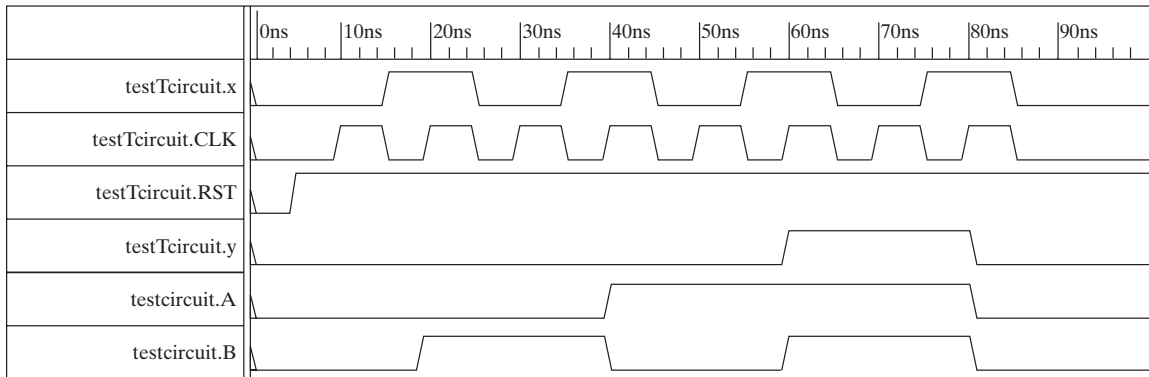 0ns 10ns 20ns 30ns 40ns 50ns 60ns 70ns 80ns 90ns
testTcircuit.x
testTcircuit.CLK
testTcircuit.RST
testTcircuit.y
testcircuit.A
testcircuit.B